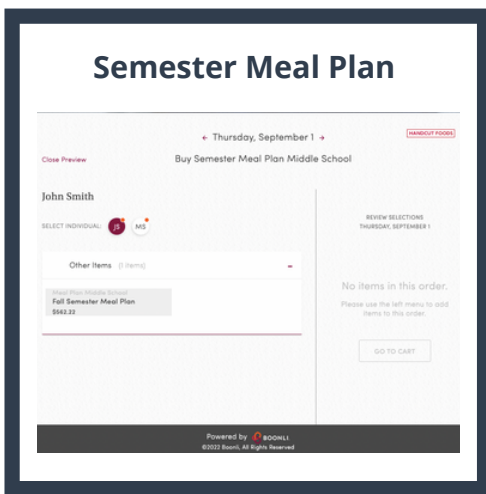 Semester Meal Plan
← Thursday, September 1 →
HANDCUT FOODS
Close Preview
Buy Semester Meal Plan Middle School
John Smith
SELECT INDIVIDUAL: JS MS
REVIEW SELECTIONS
THURSDAY, SEPTEMBER 1
Other Items (1 items) -
Meal Plan Middle School
Fall Semester Meal Plan
$562.22
No items in this order.
Please use the left menu to add
items to this order.
GO TO CART
Powered by BOONLI
©2022 Boonli, All Rights Reserved